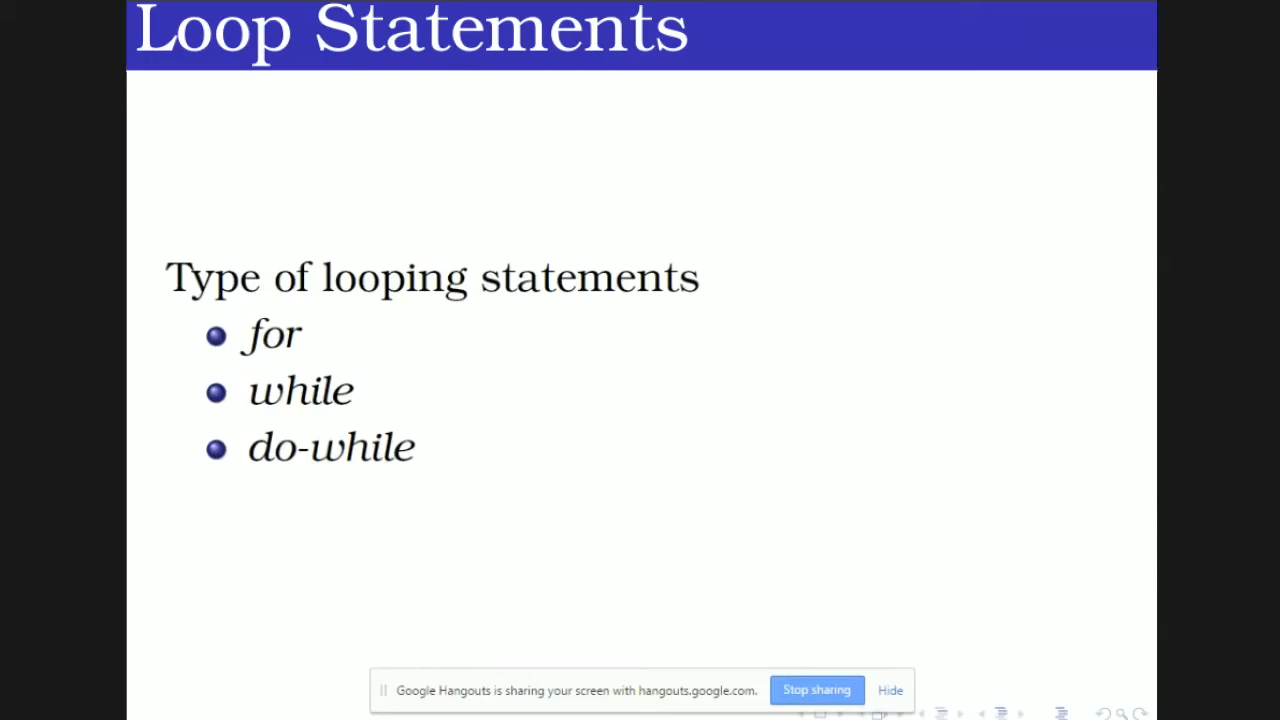 Loop Statements
Type of looping statements
for
while
do-while
Google Hangouts is sharing your screen with hangouts.google.com. Stop sharing Hide